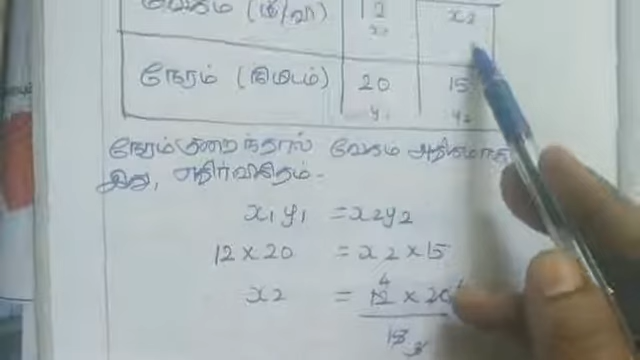 வேகம் (மீ/வி) 12 x2
x1
நேரம் (நிமிடம்) 20 15
y1 y2
நேரம் குறைந்தால் வேகம்
இது, எதிர்விகிதம்.
x1y1 = x2y2
12 × 20 = x2 × 15
x2 = 12 × 20
4
15 3